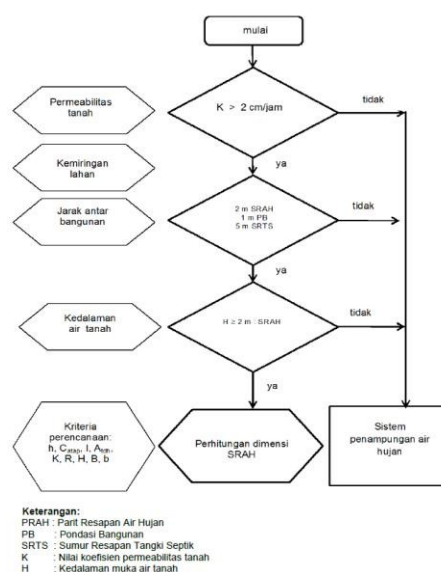 mulai
Permeabilitas
tanah
K > 2 cm/jam
tidak
ya
Kemiringan
lahan
Jarak antar
bangunan
2 m SRAH
1 m PB
5 m SRTS
tidak
ya
Kedalaman
air tanah
H ≥ 2 m : SRAH
tidak
ya
Kriteria
perencanaan:
h, Catap, I,
K, R, H, B, b
Perhitungan dimensi
SRAH
Sistem
penampungan air
hujan
Keterangan:
PRAH : Parit Resapan Air Hujan
PB : Pondasi Bangunan
SRTS : Sumur Resapan Tangki Septik
K : Nilai koefisien permeabilitas tanah
H : Kedalaman muka air tanah